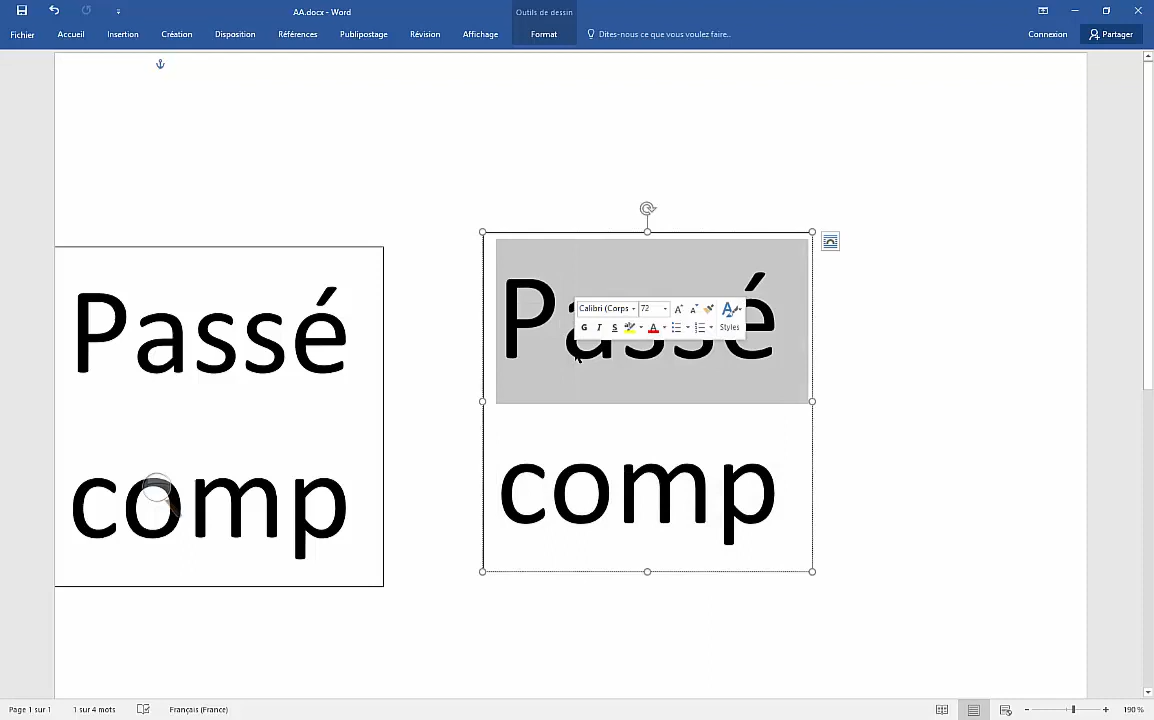 AA.docx - Word
Outils de dessin
Fichier Accueil Insertion Création Disposition Références Publipostage Révision Affichage Format Dites-nous ce que vous voulez faire.. Connexion Partager
Passé
comp
Passé
comp
Calibri (Corps 72 A A A
G I S A Styles
Page 1 sur 1 1 sur 4 mots Français (France) 190 %